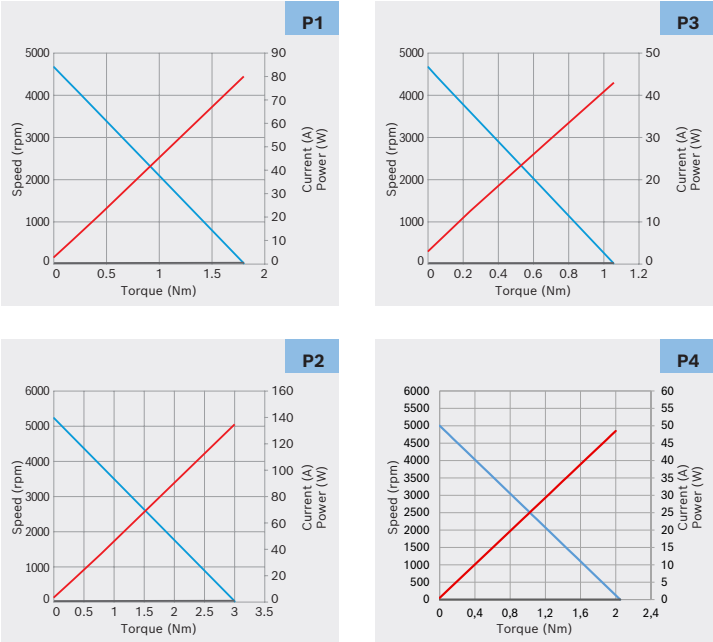 P1
5000
4000
3000
2000
1000
0
90
80
70
60
50
40
30
20
10
0
0 0.5 1 1.5 2
Speed (rpm)
Current (A)
Power (W)
Torque (Nm)
P3
5000
4000
3000
2000
1000
0
50
40
30
20
10
0
0 0.2 0.4 0.6 0.8 1 1.2
Speed (rpm)
Current (A)
Power (W)
Torque (Nm)
P2
6000
5000
4000
3000
2000
1000
0
160
140
120
100
80
60
40
20
0
0 0.5 1 1.5 2 2.5 3 3.5
Speed (rpm)
Current (A)
Power (W)
Torque (Nm)
P4
6000
5500
5000
4500
4000
3500
3000
2500
2000
1500
1000
500
0
60
55
50
45
40
35
30
25
20
15
10
5
0
0 0,4 0,8 1,2 1,6 2 2,4
Speed (rpm)
Current (A)
Power (W)
Torque (Nm)